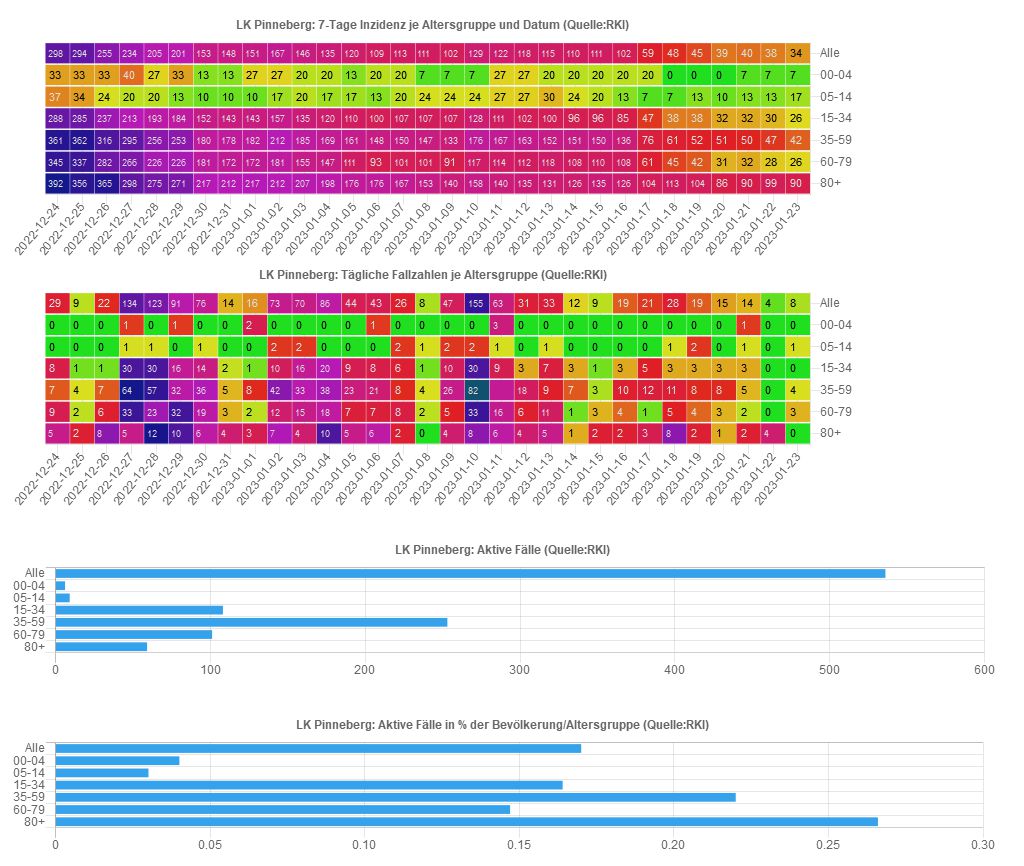 LK Pinneberg: 7-Tage Inzidenz je Altersgruppe und Datum (Quelle:RKI)
298 294 255 234 205 201 153 148 151 167 146 135 120 109 113 111 102 129 122 118 115 110 111 102 59 48 45 39 40 38 34 Alle
33 33 33 40 27 33 13 13 27 27 20 20 13 20 20 7 7 7 27 27 20 20 20 20 20 0 0 0 7 7 7 00-04
37 34 24 20 20 13 10 10 10 17 20 17 17 13 20 24 24 24 27 27 30 24 20 13 7 7 13 10 13 13 17 05-14
288 285 237 213 193 184 152 143 143 157 135 120 110 100 107 107 107 128 111 102 100 96 96 85 47 38 38 32 32 30 26 15-34
361 362 316 295 256 253 180 178 182 212 185 169 161 148 150 147 133 176 167 163 152 151 150 136 76 61 52 51 50 47 42 35-59
345 337 282 266 226 226 181 172 172 181 155 147 111 93 101 101 91 117 114 112 118 108 110 108 61 45 42 31 32 28 26 60-79
392 356 365 298 275 271 217 212 217 212 207 198 176 176 167 153 140 158 140 135 131 126 135 126 104 113 104 86 90 99 90 80+
2022-12-24 2022-12-25 2022-12-26 2022-12-27 2022-12-28 2022-12-29 2022-12-30 2022-12-31 2023-01-01 2023-01-02 2023-01-03 2023-01-04 2023-01-05 2023-01-06 2023-01-07 2023-01-08 2023-01-09 2023-01-10 2023-01-11 2023-01-12 2023-01-13 2023-01-14 2023-01-15 2023-01-16 2023-01-17 2023-01-18 2023-01-19 2023-01-20 2023-01-21 2023-01-22 2023-01-23
LK Pinneberg: Tägliche Fallzahlen je Altersgruppe (Quelle:RKI)
29 9 22 134 123 91 76 14 16 73 70 86 44 43 26 8 47 155 63 31 33 12 9 19 21 28 19 15 14 4 8 Alle
0 0 0 1 0 1 0 0 2 0 0 0 0 1 0 0 0 0 3 0 0 0 0 0 0 0 0 0 1 0 0 00-04
0 0 0 1 1 0 1 0 0 2 2 0 0 0 2 1 2 2 1 0 1 0 0 0 0 1 2 0 1 0 1 05-14
8 1 1 30 30 16 14 2 1 10 16 20 9 8 6 1 10 30 9 3 7 3 1 3 5 3 3 3 3 0 0 15-34
7 4 7 64 57 32 36 5 8 42 33 38 23 21 8 4 26 82 18 9 7 3 10 12 11 8 8 5 0 4 35-59
9 2 6 33 23 32 19 3 2 12 15 18 7 7 8 2 5 33 16 6 11 1 3 4 1 5 4 3 2 0 3 60-79
5 2 8 5 12 10 6 4 3 7 4 10 5 6 2 0 4 8 6 4 5 1 2 2 3 8 2 1 2 4 0 80+
2022-12-24 2022-12-25 2022-12-26 2022-12-27 2022-12-28 2022-12-29 2022-12-30 2022-12-31 2023-01-01 2023-01-02 2023-01-03 2023-01-04 2023-01-05 2023-01-06 2023-01-07 2023-01-08 2023-01-09 2023-01-10 2023-01-11 2023-01-12 2023-01-13 2023-01-14 2023-01-15 2023-01-16 2023-01-17 2023-01-18 2023-01-19 2023-01-20 2023-01-21 2023-01-22 2023-01-23
LK Pinneberg: Aktive Fälle (Quelle:RKI)
Alle
00-04
05-14
15-34
35-59
60-79
80+
0 100 200 300 400 500 600
LK Pinneberg: Aktive Fälle in % der Bevölkerung/Altersgruppe (Quelle:RKI)
Alle
00-04
05-14
15-34
35-59
60-79
80+
0 0.05 0.10 0.15 0.20 0.25 0.30